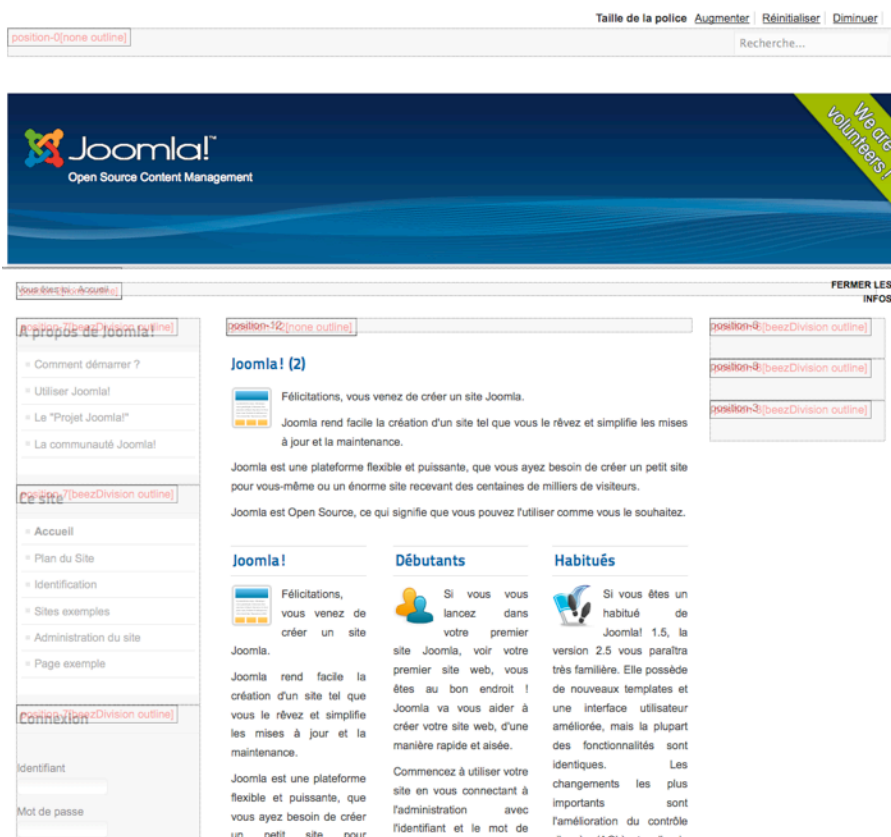 Taille de la police Augmenter Réinitialiser Diminuer
position-0[none outline]
Recherche...
We are
volunteers !
Joomla!™
Open Source Content Management
Vous êtes ici : Accueil
FERMER LES
INFOS
position-7[beezDivision outline]
A propos de Joomla!
Comment démarrer ?
Utiliser Joomla!
Le "Projet Joomla!"
La communauté Joomla!
position-7[beezDivision outline]
Ce site
Accueil
Plan du Site
Identification
Sites exemples
Administration du site
Page exemple
position-7[beezDivision outline]
Connexion
Identifiant
Mot de passe
position-12[none outline]
Joomla! (2)
Félicitations, vous venez de créer un site Joomla.
Joomla rend facile la création d'un site tel que vous le rêvez et simplifie les mises
à jour et la maintenance.
Joomla est une plateforme flexible et puissante, que vous ayez besoin de créer un petit site
pour vous-même ou un énorme site recevant des centaines de milliers de visiteurs.
Joomla est Open Source, ce qui signifie que vous pouvez l'utiliser comme vous le souhaitez.
Joomla!
Félicitations,
vous venez de
créer un site
Joomla.
Joomla rend facile la
création d'un site tel que
vous le rêvez et simplifie
les mises à jour et la
maintenance.
Joomla est une plateforme
flexible et puissante, que
vous ayez besoin de créer
un petit site pour
Débutants
Si vous vous
lancez dans
votre premier
site Joomla, voir votre
premier site web, vous
êtes au bon endroit !
Joomla va vous aider à
créer votre site web, d'une
manière rapide et aisée.
Commencez à utiliser votre
site en vous connectant à
l'administration avec
l'identifiant et le mot de
Habitués
Si vous êtes un
habitué de
Joomla! 1.5, la
version 2.5 vous paraîtra
très familière. Elle possède
de nouveaux templates et
une interface utilisateur
améliorée, mais la plupart
des fonctionnalités sont
identiques. Les
changements les plus
importants sont
l'amélioration du contrôle
position-6[beezDivision outline]
position-8[beezDivision outline]
position-3[beezDivision outline]